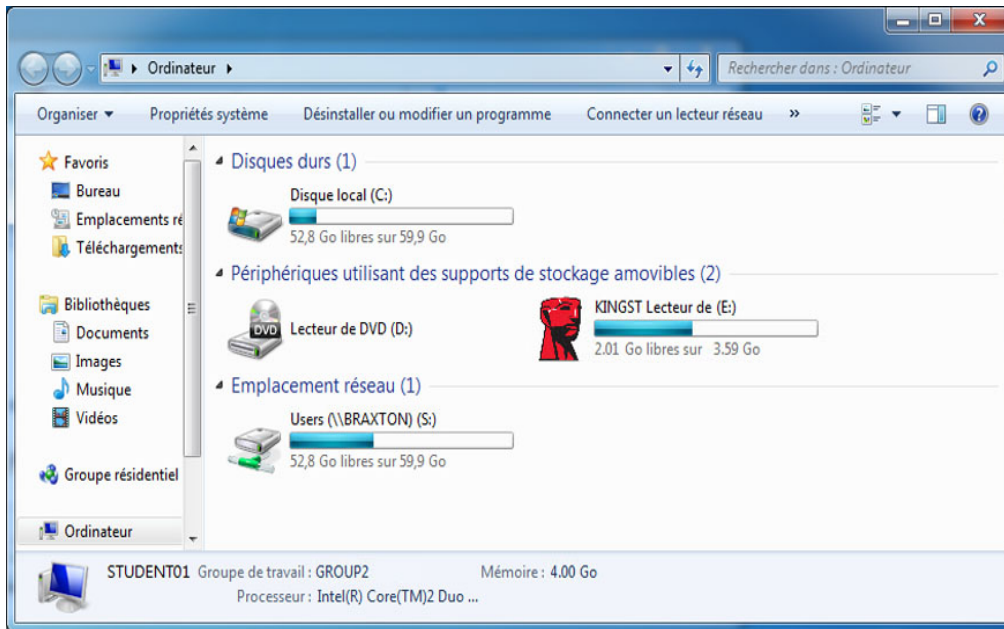 Ordinateur
Rechercher dans : Ordinateur
Organiser Propriétés système Désinstaller ou modifier un programme Connecter un lecteur réseau »
Favoris
Bureau
Emplacements ré
Téléchargements
Bibliothèques
Documents
Images
Musique
Vidéos
Groupe résidentiel
Ordinateur
Disques durs (1)
Disque local (C:)
52,8 Go libres sur 59,9 Go
Périphériques utilisant des supports de stockage amovibles (2)
DVD
Lecteur de DVD (D:)
KINGST Lecteur de (E:)
2.01 Go libres sur 3.59 Go
Emplacement réseau (1)
Users (\\BRAXTON) (S:)
52,8 Go libres sur 59,9 Go
STUDENT01 Groupe de travail : GROUP2 Mémoire : 4.00 Go
Processeur : Intel(R) Core(TM)2 Duo ...